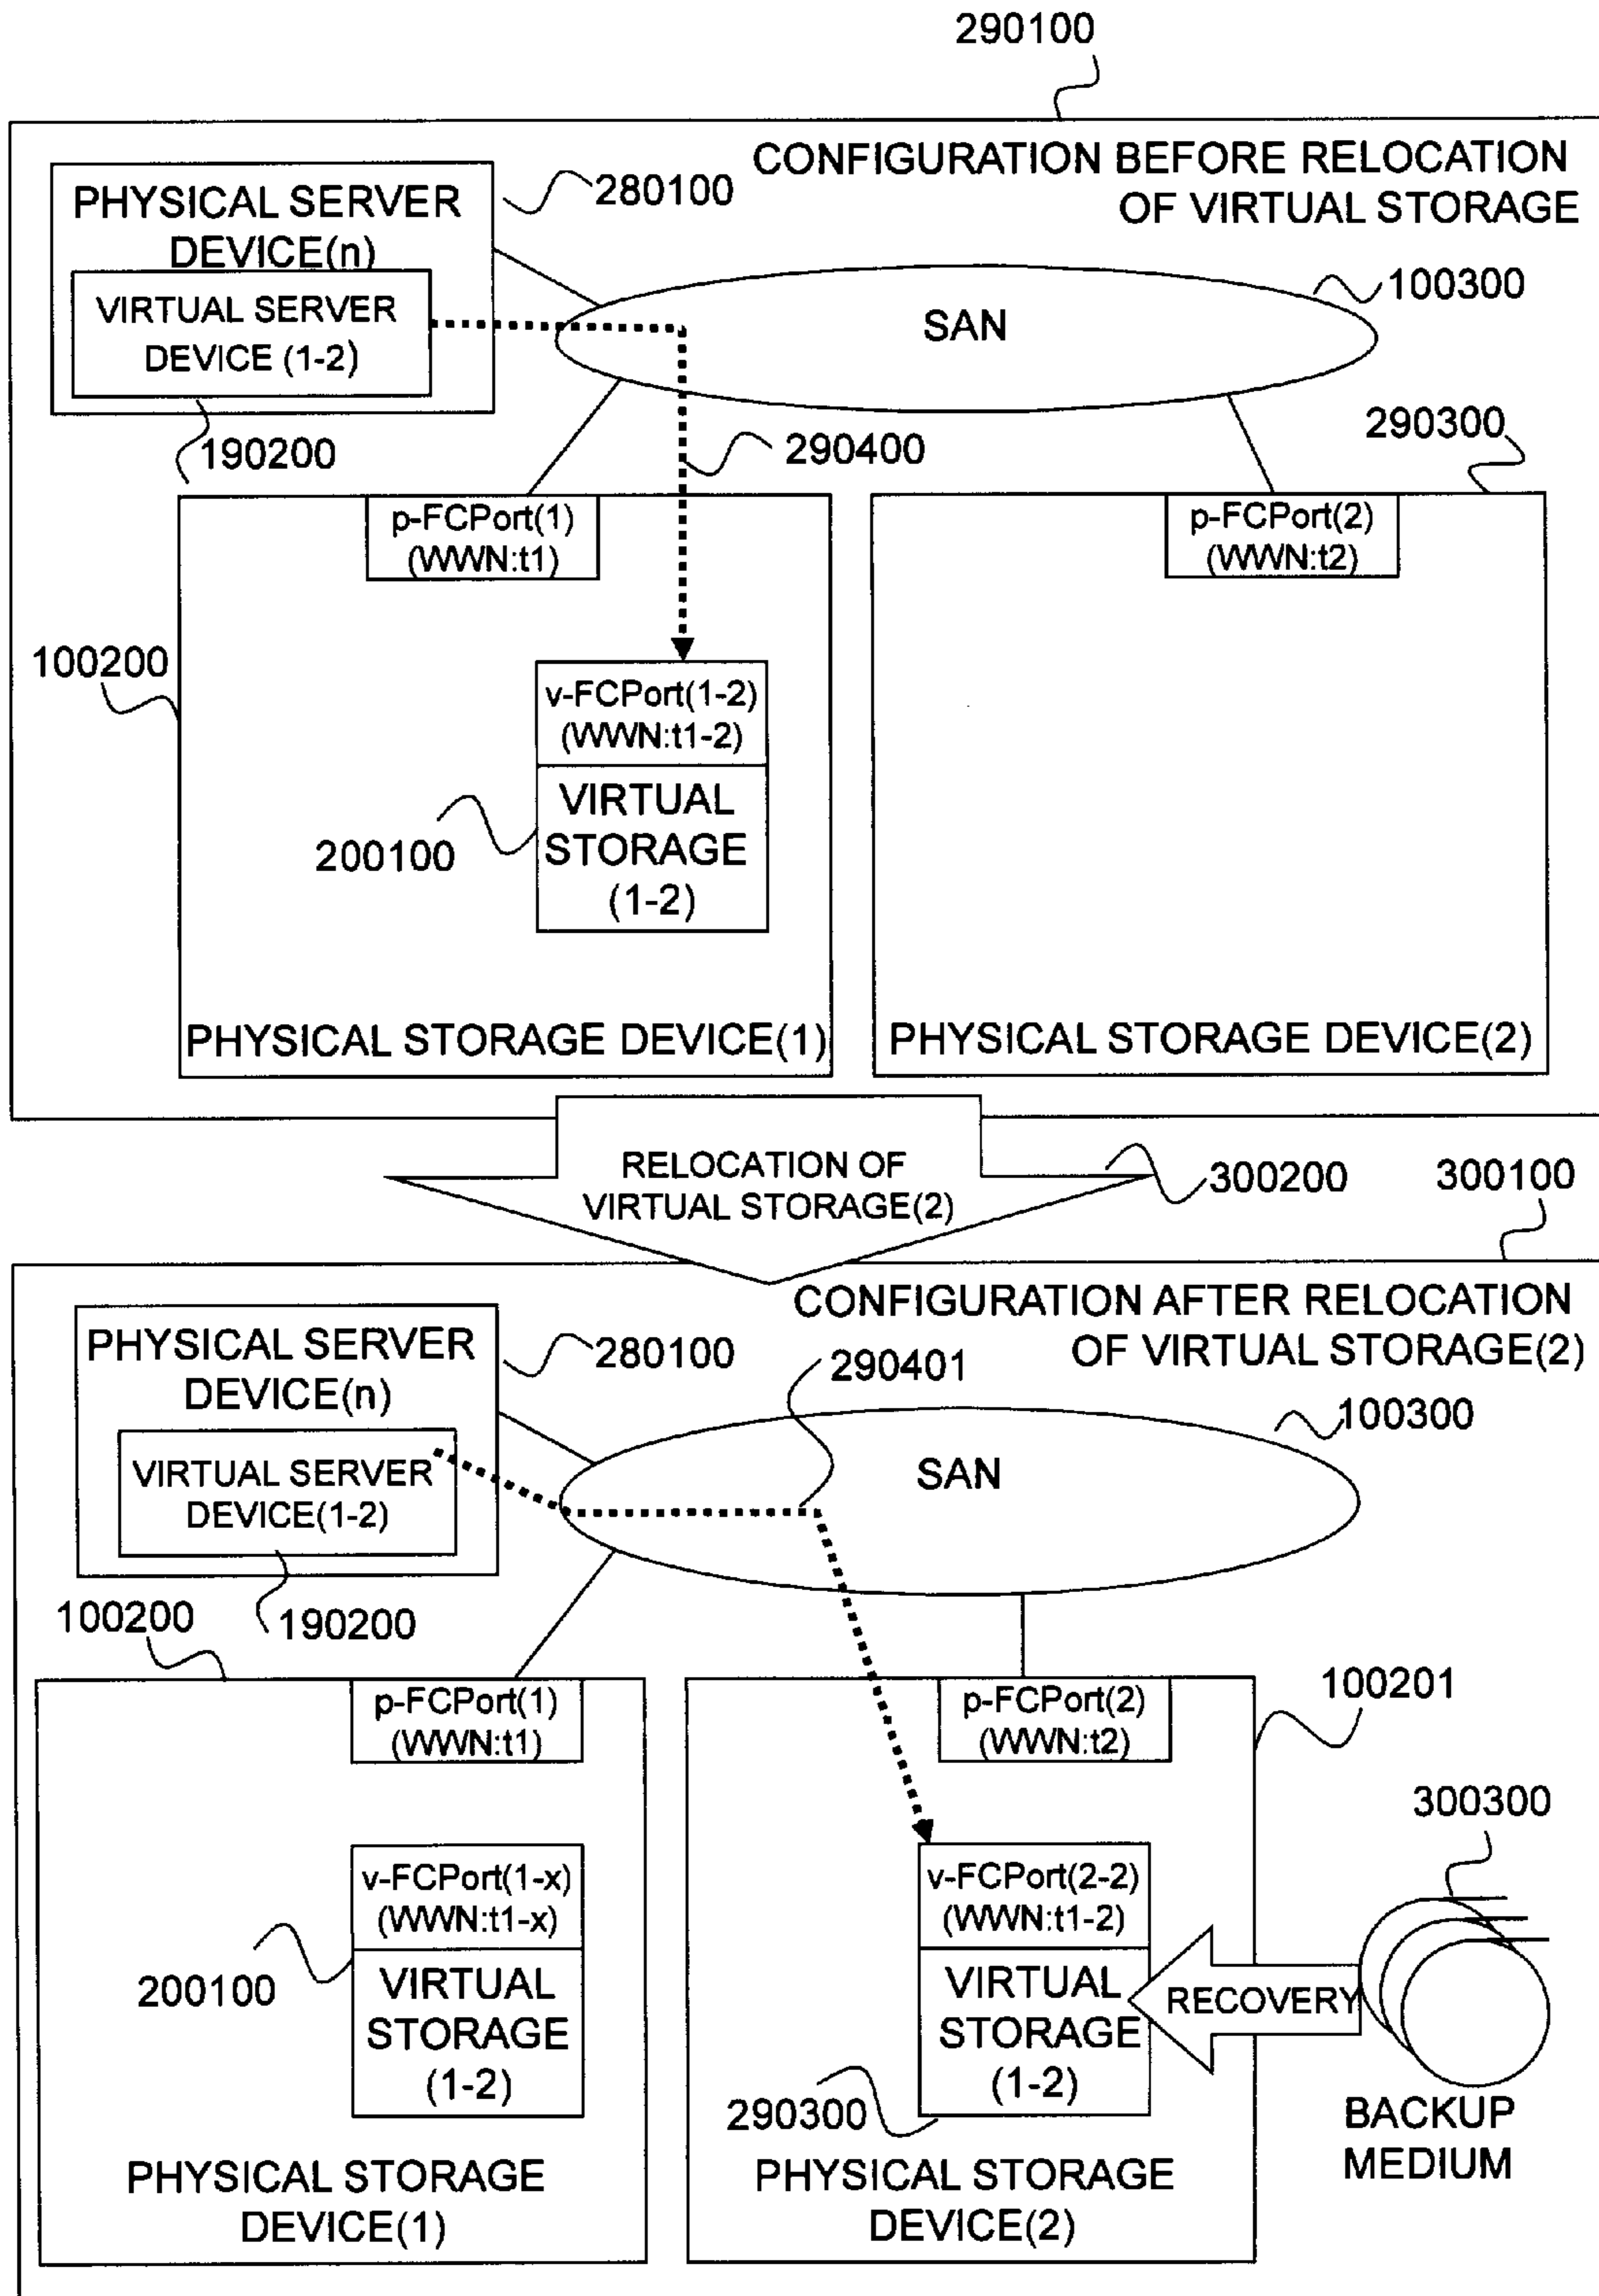 290100
CONFIGURATION BEFORE RELOCATION
OF VIRTUAL STORAGE
PHYSICAL SERVER
DEVICE(n)
280100
VIRTUAL SERVER
DEVICE (1-2)
100300
SAN
190200
290400
290300
p-FCPort(1)
(WWN:t1)
p-FCPort(2)
(WWN:t2)
100200
v-FCPort(1-2)
(WWN:t1-2)
VIRTUAL
STORAGE
(1-2)
200100
PHYSICAL STORAGE DEVICE(1)
PHYSICAL STORAGE DEVICE(2)
RELOCATION OF
VIRTUAL STORAGE(2)
300200
300100
CONFIGURATION AFTER RELOCATION
OF VIRTUAL STORAGE(2)
PHYSICAL SERVER
DEVICE(n)
280100
290401
VIRTUAL SERVER
DEVICE(1-2)
100300
SAN
100200
190200
p-FCPort(1)
(WWN:t1)
p-FCPort(2)
(WWN:t2)
100201
300300
v-FCPort(1-x)
(WWN:t1-x)
VIRTUAL
STORAGE
(1-2)
200100
v-FCPort(2-2)
(WWN:t1-2)
VIRTUAL
STORAGE
(1-2)
RECOVERY
290300
BACKUP
MEDIUM
PHYSICAL STORAGE
DEVICE(1)
PHYSICAL STORAGE
DEVICE(2)